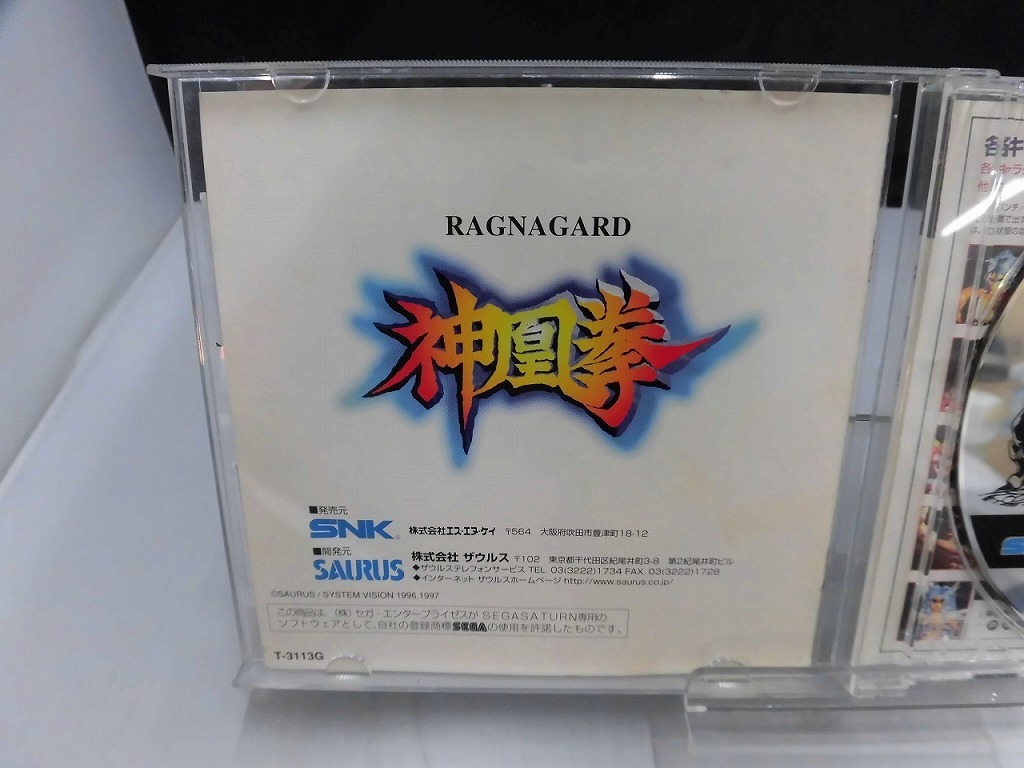 RAGNAGARD
神凰拳
■発売元
SNK® 株式会社エス・エヌ・ケイ 〒564 大阪府吹田市豊津町18-12
■開発元
SAURUS 株式会社 ザウルス 〒102 東京都千代田区紀尾井町3-8 第2紀尾井町ビル
◆ザウルステレフォンサービス TEL. 03(3222)1734 FAX. 03(3222)1728
◆インターネット ザウルスホームページ http://www.saurus.co.jp/
©SAURUS / SYSTEM VISION 1996.1997
この商品は、(株)セガ・エンタープライゼスがSEGASATURN専用の
ソフトウェアとして、自社の登録商標SEGAの使用を許諾したものです。
T-3113G